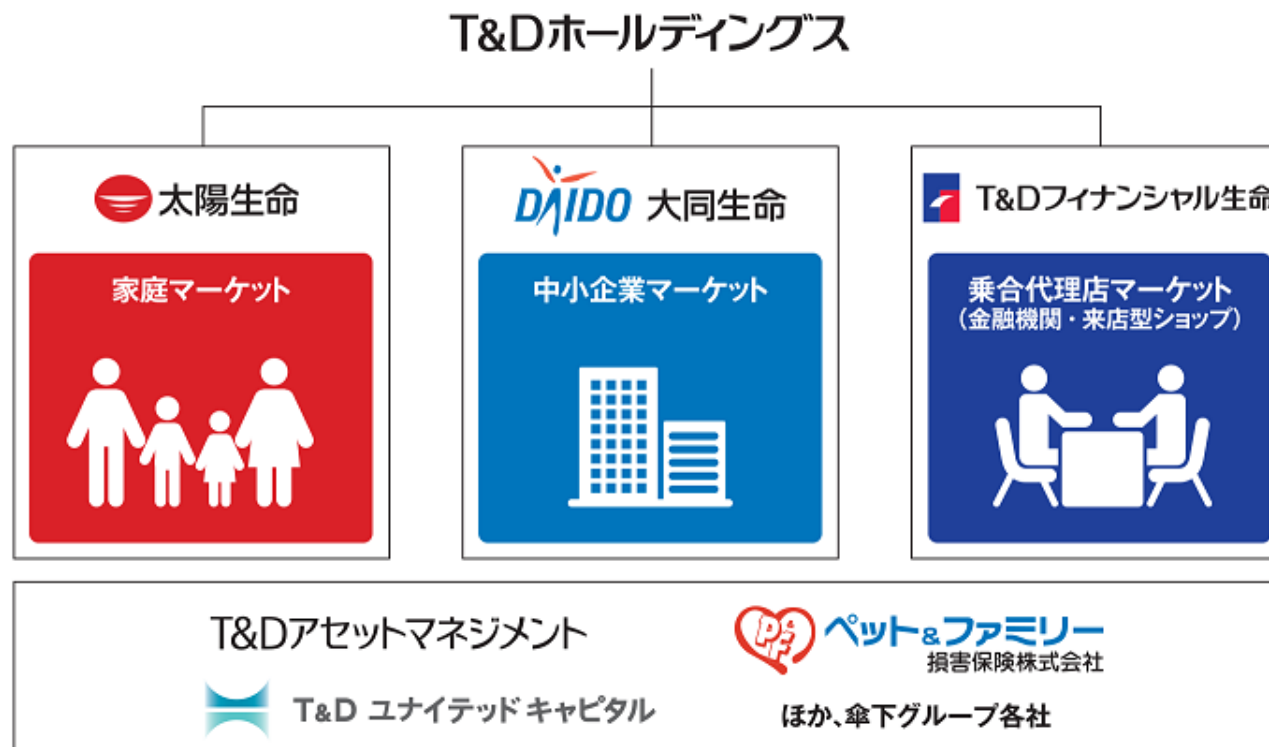 T&Dホールディングス
太陽生命
家庭マーケット
DAIDO 大同生命
中小企業マーケット
T&Dフィナンシャル生命
乗合代理店マーケット
（金融機関・来店型ショップ）
T&Dアセットマネジメント
PF ペット&ファミリー
損害保険株式会社
T&D ユナイテッド キャピタル
ほか、傘下グループ各社